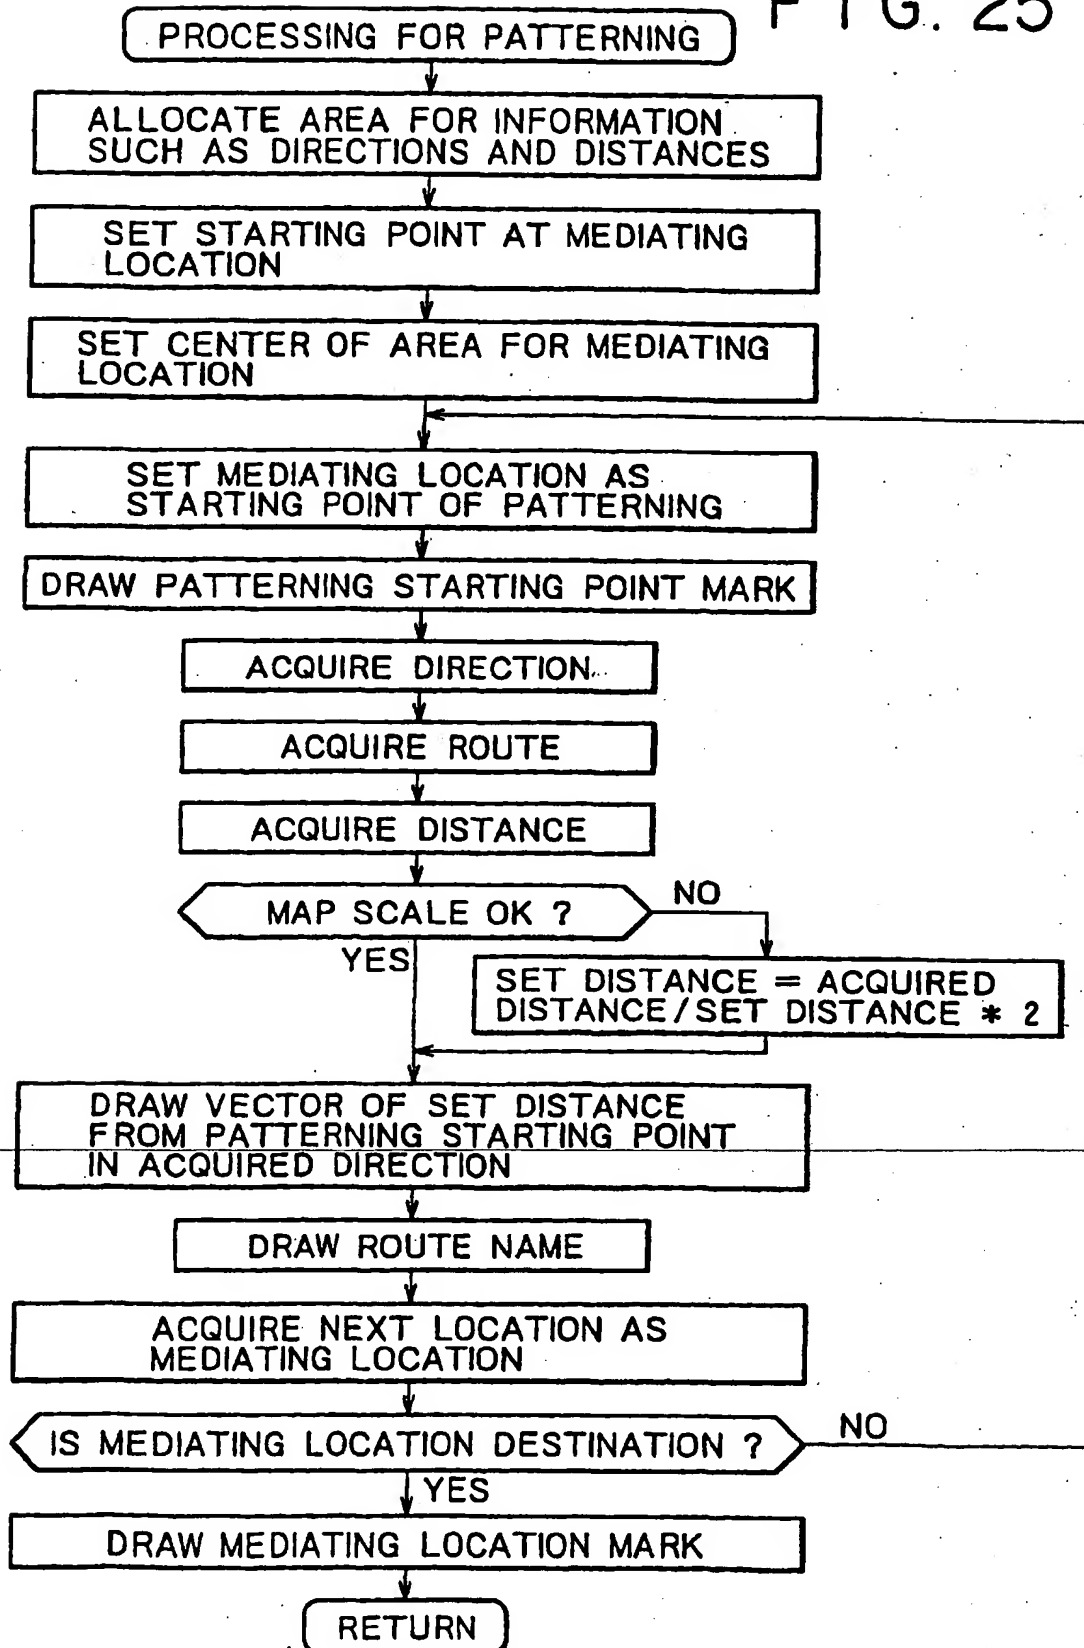 FIG. 25
PROCESSING FOR PATTERNING
ALLOCATE AREA FOR INFORMATION
SUCH AS DIRECTIONS AND DISTANCES
SET STARTING POINT AT MEDIATING
LOCATION
SET CENTER OF AREA FOR MEDIATING
LOCATION
SET MEDIATING LOCATION AS
STARTING POINT OF PATTERNING
DRAW PATTERNING STARTING POINT MARK
ACQUIRE DIRECTION
ACQUIRE ROUTE
ACQUIRE DISTANCE
MAP SCALE OK ?
NO
YES
SET DISTANCE = ACQUIRED
DISTANCE/SET DISTANCE * 2
DRAW VECTOR OF SET DISTANCE
FROM PATTERNING STARTING POINT
IN ACQUIRED DIRECTION
DRAW ROUTE NAME
ACQUIRE NEXT LOCATION AS
MEDIATING LOCATION
IS MEDIATING LOCATION DESTINATION ?
NO
YES
DRAW MEDIATING LOCATION MARK
RETURN